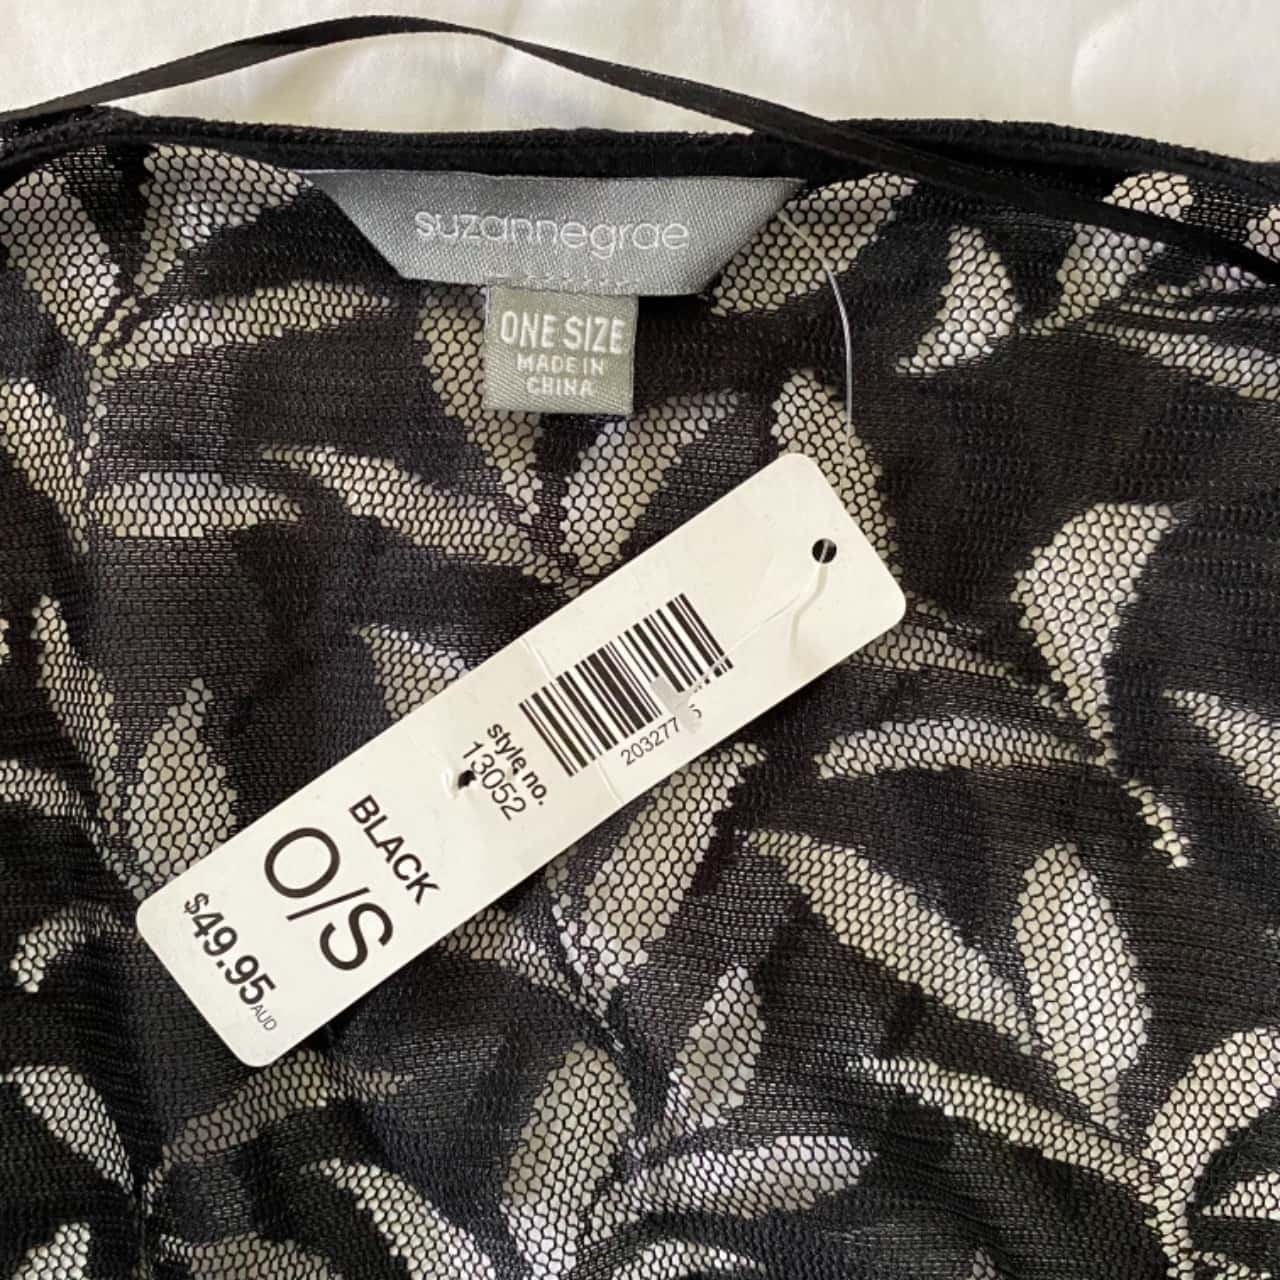 suzannegrae
ONE SIZE
MADE IN
CHINA
style no.
13052
BLACK
O/S
$49.95 AUD